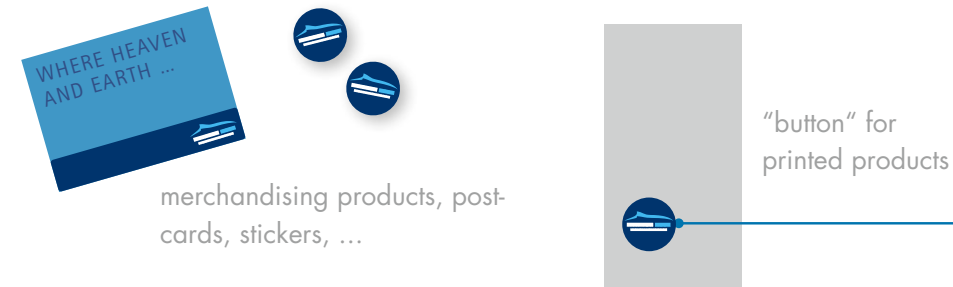 WHERE HEAVEN
AND EARTH ...
merchandising products, post-
cards, stickers, ...
“button“ for
printed products